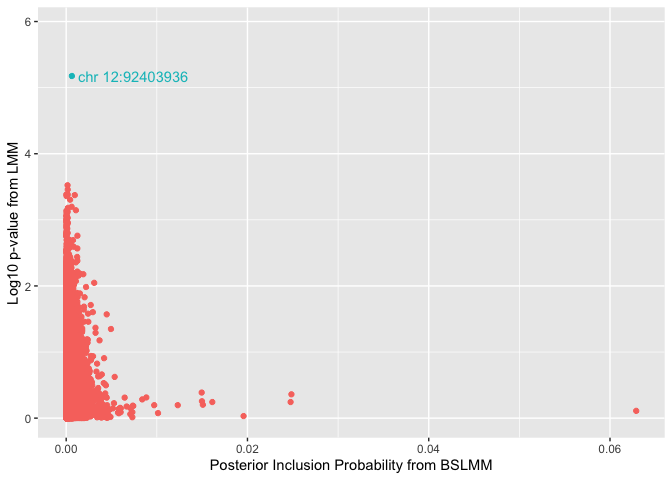 6
chr 12:92403936
4
2
0
Log10 p-value from LMM
0.00
0.02
0.04
0.06
Posterior Inclusion Probability from BSLMM